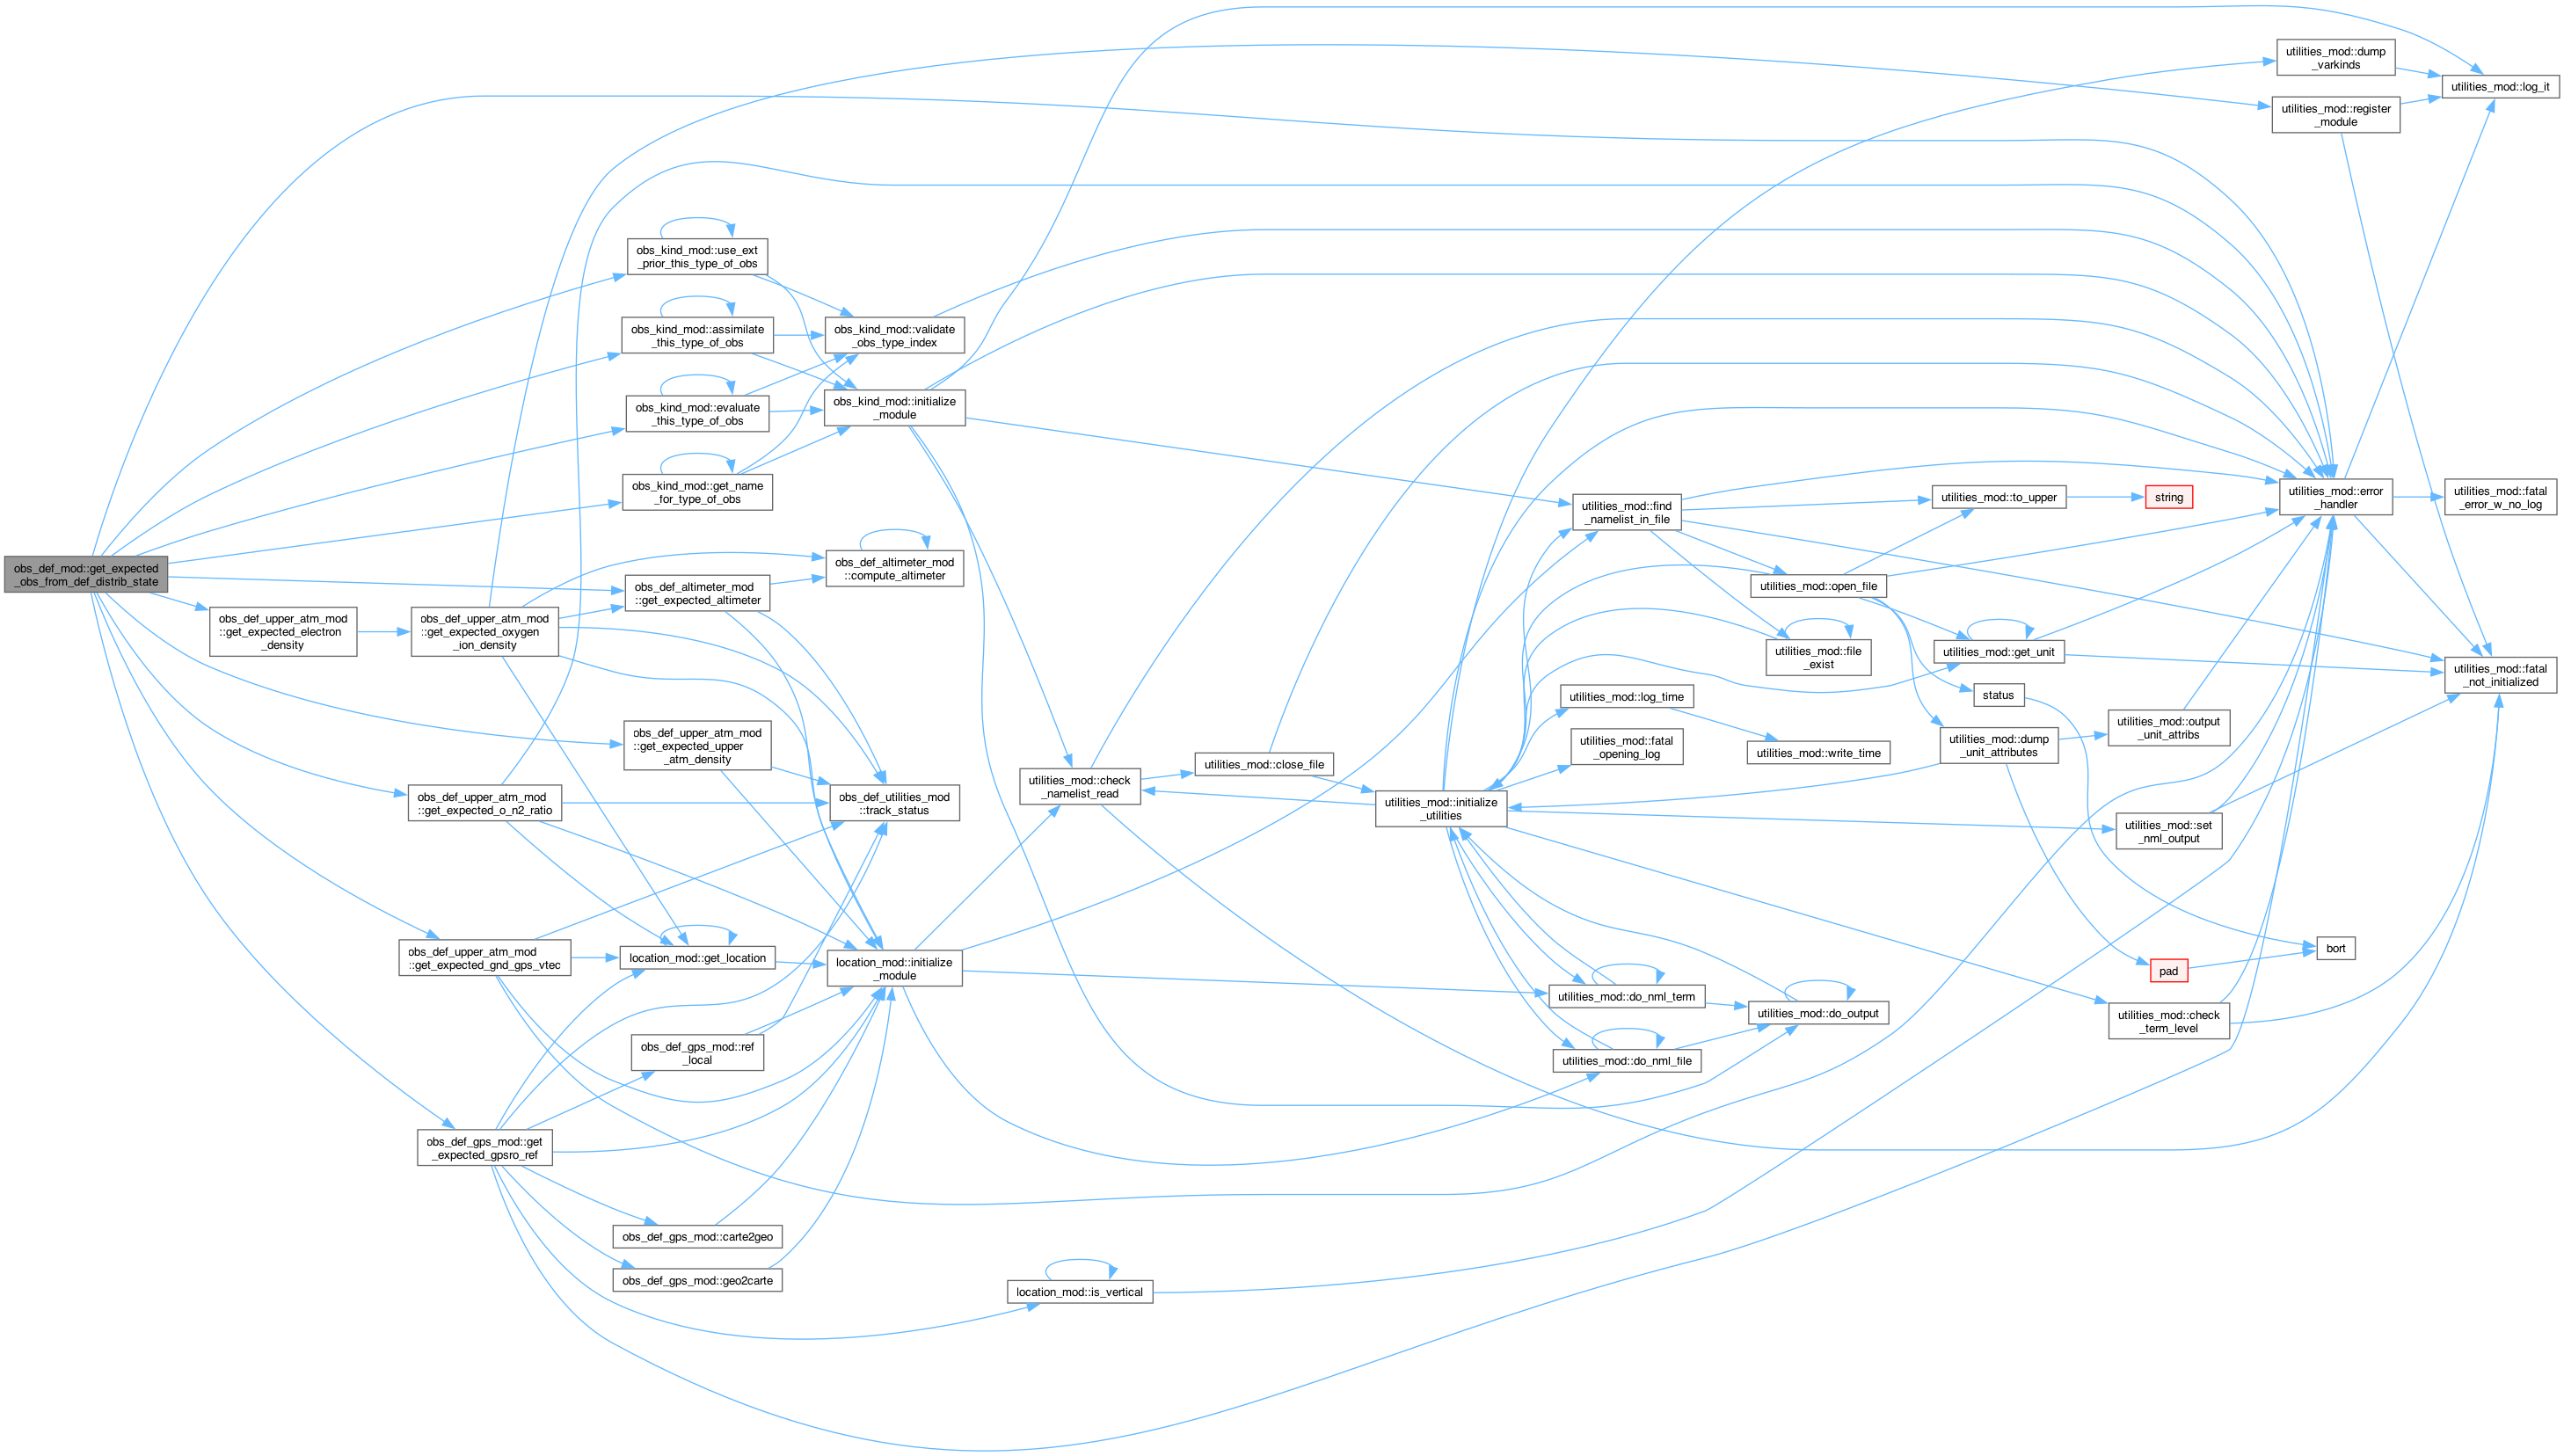 obs_def_mod::get_expected
_obs_from_def_distrib_state
obs_def_upper_atm_mod
::get_expected_electron
_density
obs_def_upper_atm_mod
::get_expected_oxygen
_ion_density
obs_def_upper_atm_mod
::get_expected_o_n2_ratio
obs_def_upper_atm_mod
::get_expected_gnd_gps_vtec
obs_def_gps_mod::get
_expected_gpsro_ref
obs_kind_mod::use_ext
_prior_this_type_of_obs
obs_kind_mod::assimilate
_this_type_of_obs
obs_kind_mod::evaluate
_this_type_of_obs
obs_kind_mod::get_name
_for_type_of_obs
obs_def_altimeter_mod
::get_expected_altimeter
obs_def_upper_atm_mod
::get_expected_upper
_atm_density
location_mod::get_location
obs_def_gps_mod::ref
_local
obs_def_gps_mod::carte2geo
obs_def_gps_mod::geo2carte
obs_kind_mod::validate
_obs_type_index
obs_kind_mod::initialize
_module
obs_def_altimeter_mod
::compute_altimeter
obs_def_utilities_mod
::track_status
location_mod::initialize
_module
location_mod::is_vertical
utilities_mod::check
_namelist_read
utilities_mod::close_file
utilities_mod::initialize
_utilities
utilities_mod::find
_namelist_in_file
utilities_mod::log_time
utilities_mod::fatal
_opening_log
utilities_mod::do_nml_term
utilities_mod::do_nml_file
utilities_mod::open_file
utilities_mod::file
_exist
utilities_mod::write_time
utilities_mod::do_output
utilities_mod::to_upper
utilities_mod::get_unit
status
utilities_mod::dump
_unit_attributes
string
utilities_mod::output
_unit_attribs
utilities_mod::set
_nml_output
pad
utilities_mod::check
_term_level
utilities_mod::dump
_varkinds
utilities_mod::register
_module
utilities_mod::error
_handler
bort
utilities_mod::log_it
utilities_mod::fatal
_error_w_no_log
utilities_mod::fatal
_not_initialized